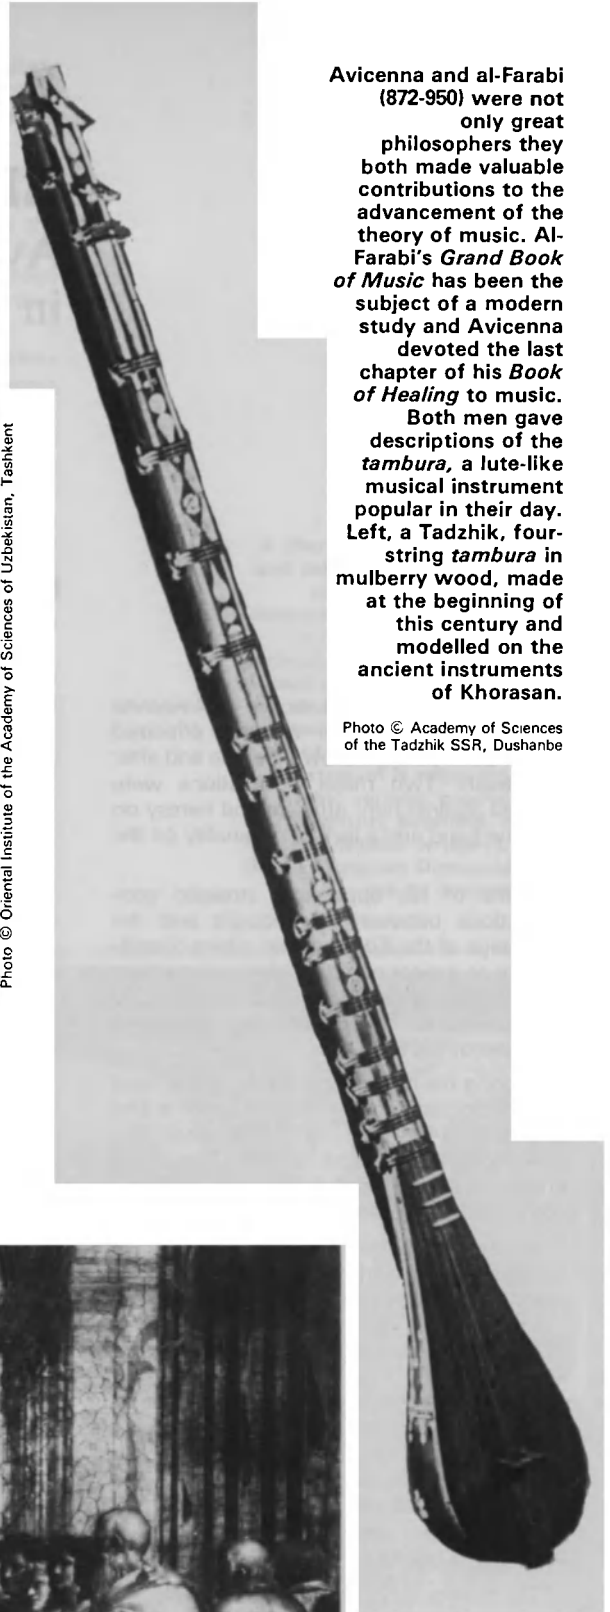 Avicenna and al-Farabi
(872-950) were not
only great
philosophers they
both made valuable
contributions to the
advancement of the
theory of music. Al-
Farabi's Grand Book
of Music has been the
subject of a modern
study and Avicenna
devoted the last
chapter of his Book
of Healing to music.
Both men gave
descriptions of the
tambura, a lute-like
musical instrument
popular in their day.
Left, a Tadzhik, four-
string tambura in
mulberry wood, made
at the beginning of
this century and
modelled on the
ancient instruments
of Khorasan.
Photo © Academy of Sciences
of the Tadzhik SSR, Dushanbe
Photo © Oriental Institute of the Academy of Sciences of Uzbekistan, Tashkent